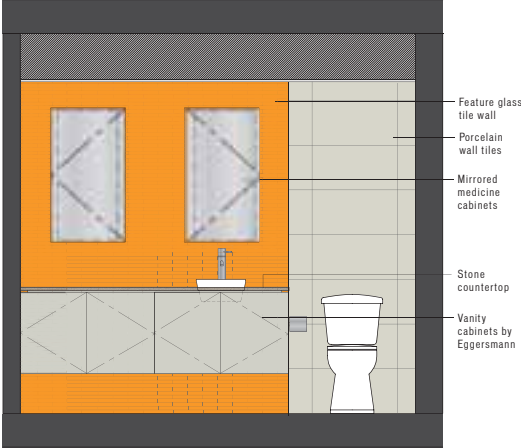 Feature glass
tile wall
Porcelain
wall tiles
Mirrored
medicine
cabinets
Stone
countertop
Vanity
cabinets by
Eggersmann